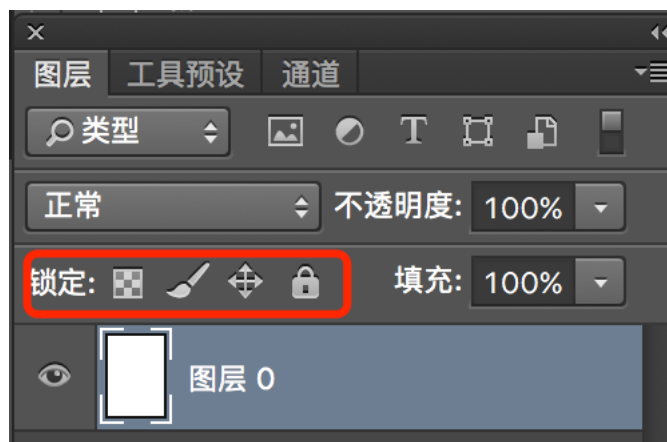 图层 工具预设 通道
类型
正常 不透明度: 100%
锁定: 填充: 100%
图层 0